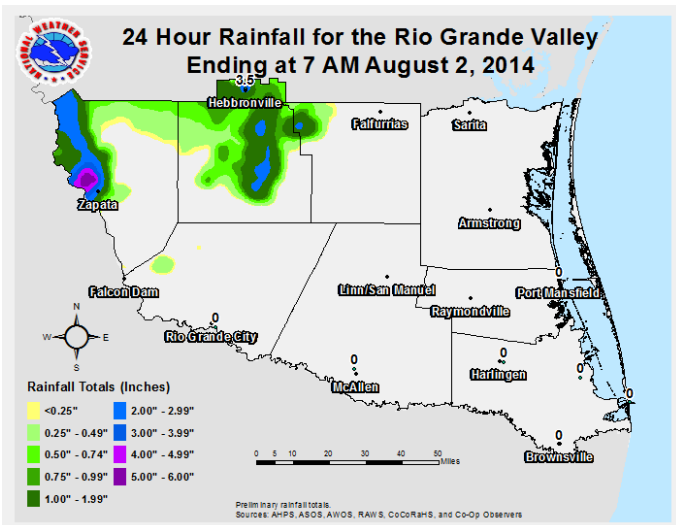 NATIONAL WEATHER SERVICE
24 Hour Rainfall for the Rio Grande Valley
Ending at 7 AM August 2, 2014
3.5
Hebbronville
Falfurrias
Sarita
Zapata
Armstrong
0
Falcon Dam
Linn/San Manuel
Port Mansfield
Raymondville
N
W
E
S
0
Rio Grande City
0
McAllen
0
Harlingen
0
0
0
Brownsville
Rainfall Totals (Inches)
<0.25"
0.25" - 0.49"
0.50" - 0.74"
0.75" - 0.99"
1.00" - 1.99"
2.00" - 2.99"
3.00" - 3.99"
4.00" - 4.99"
5.00" - 6.00"
0 5 10 20 30 40 50
Miles
Preliminary rainfall totals.
Sources: AHPS, ASOS, AWOS, RAWS, CoCoRaHS, and Co-Op Observers